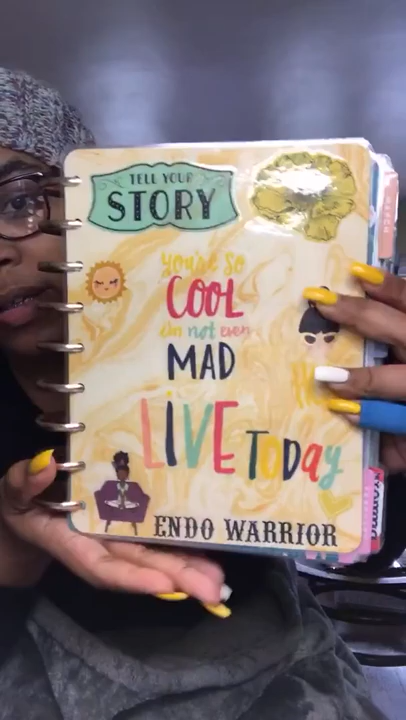 TELL YOUR
STORY
you're so
COOL
i'm not even
MAD
LiVE TODay
ENDO WARRIOR